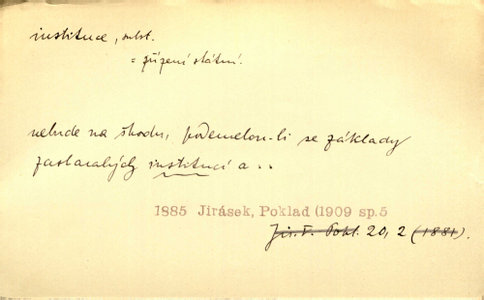 instituce, subst.
= zřízení státní.
nebude na škodu, podemelou-li se základy
zastaralých institucí a ..
1885 Jirásek, Poklad (1909 sp.5
Jir. F. Pokl. 20, 2 (1881).